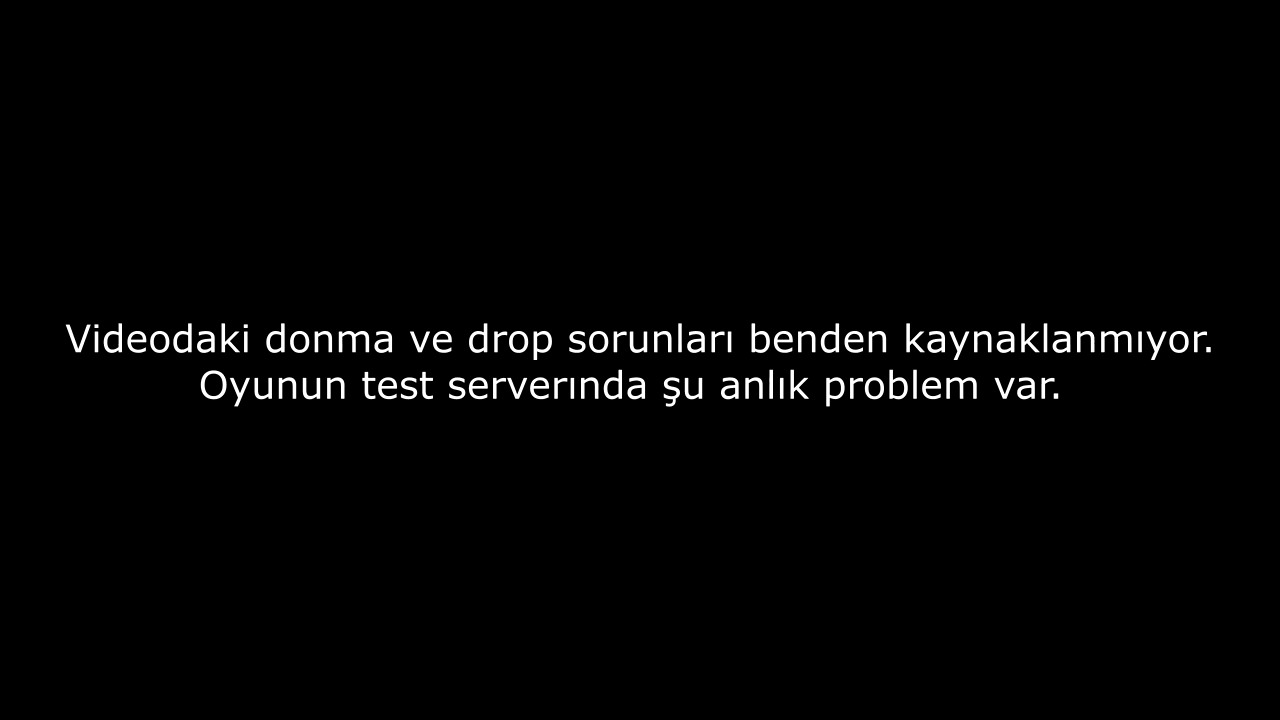 Videodaki donma ve drop sorunları benden kaynaklanmıyor.
Oyunun test serverında şu anlık problem var.